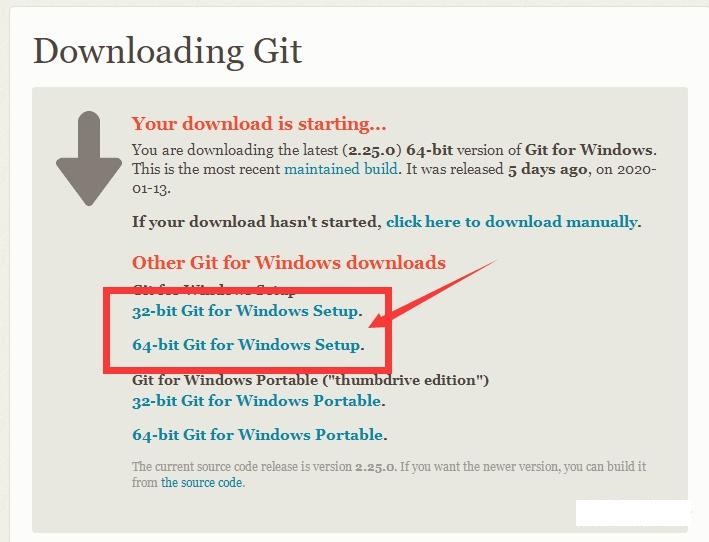 Downloading Git
Your download is starting...
You are downloading the latest (2.25.0) 64-bit version of Git for Windows.
This is the most recent maintained build. It was released 5 days ago, on 2020-
01-13.
If your download hasn't started, click here to download manually.
Other Git for Windows downloads
Git for Windows Setup
32-bit Git for Windows Setup.
64-bit Git for Windows Setup.
Git for Windows Portable ("thumbdrive edition")
32-bit Git for Windows Portable.
64-bit Git for Windows Portable.
The current source code release is version 2.25.0. If you want the newer version, you can build it
from the source code.